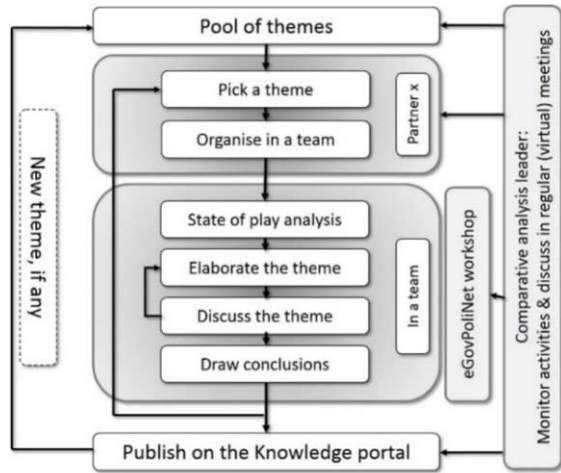 Pool of themes
Pick a theme
Organise in a team
Partner x
State of play analysis
Elaborate the theme
Discuss the theme
Draw conclusions
In a team
Publish on the Knowledge portal
New theme, if any
eGovPoliNet workshop
Comparative analysis leader:
Monitor activities & discuss in regular (virtual) meetings